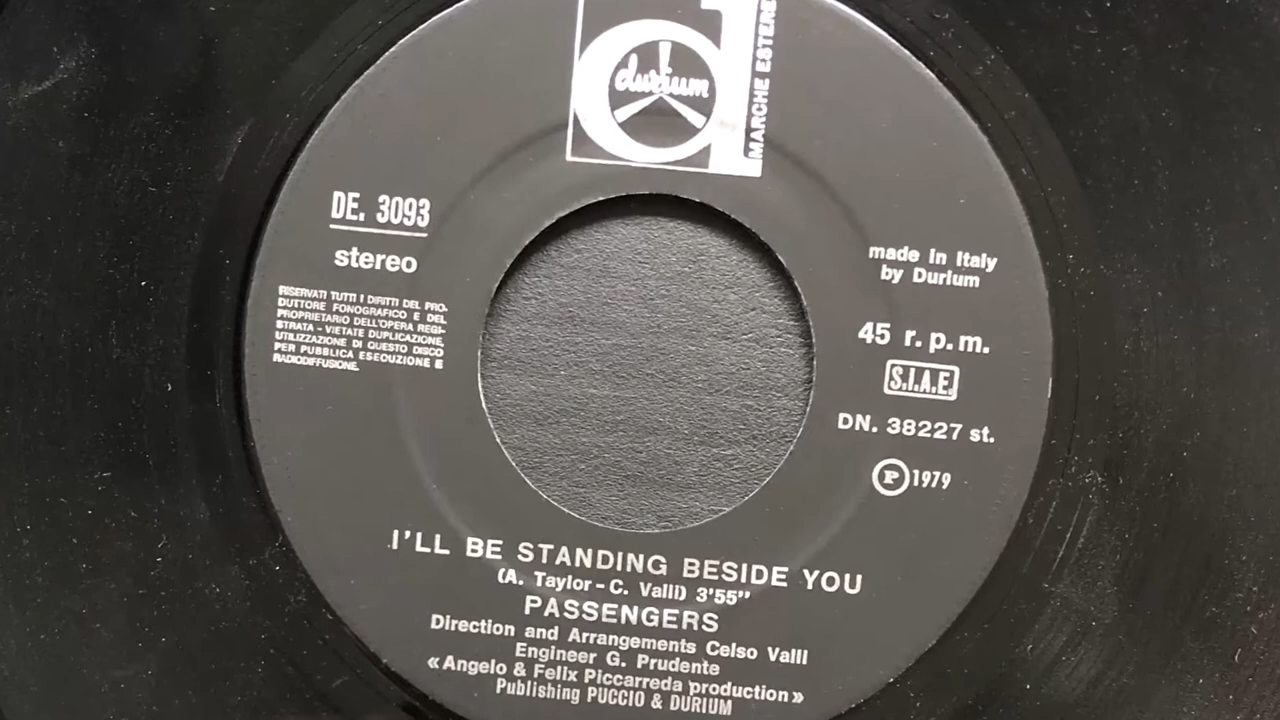 durium
MARCHE ESTERE
DE. 3093
stereo
RISERVATI TUTTI I DIRITTI DEL PRO-
DUTTORE FONOGRAFICO E DEL
PROPRIETARIO DELL'OPERA REGI-
STRATA - VIETATE DUPLICAZIONE,
UTILIZZAZIONE DI QUESTO DISCO
PER PUBBLICA ESECUZIONE E
RADIODIFFUSIONE.
made in Italy
by Durium
45 r.p.m.
S.I.A.E.
DN. 38227 st.
Ⓟ 1979
I'LL BE STANDING BESIDE YOU
(A. Taylor - C. Valli) 3'55"
PASSENGERS
Direction and Arrangements Celso Valli
Engineer G. Prudente
«Angelo & Felix Piccarreda production»
Publishing PUCCIO & DURIUM